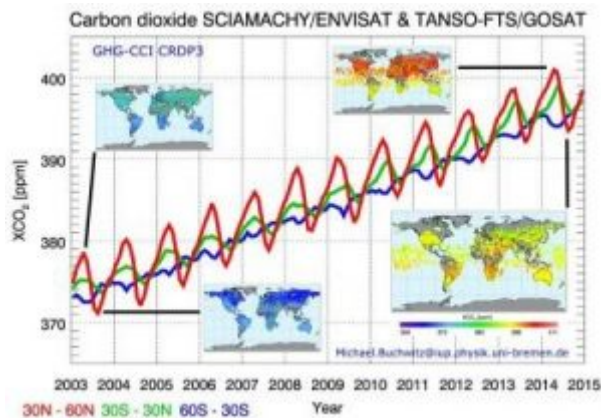 Carbon dioxide SCIAMACHY/ENVISAT & TANSO-FTS/GOSAT
GHG-CCI CRDP3
400
390
380
370
XCO₂ [ppm]
Michael.Buchwitz@iup.physik.uni-bremen.de
2003 2004 2005 2006 2007 2008 2009 2010 2011 2012 2013 2014 2015
30N - 60N 30S - 30N 60S - 30S Year